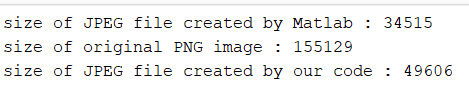 size of JPEG file created by Matlab : 34515
size of original PNG image : 155129
size of JPEG file created by our code : 49606